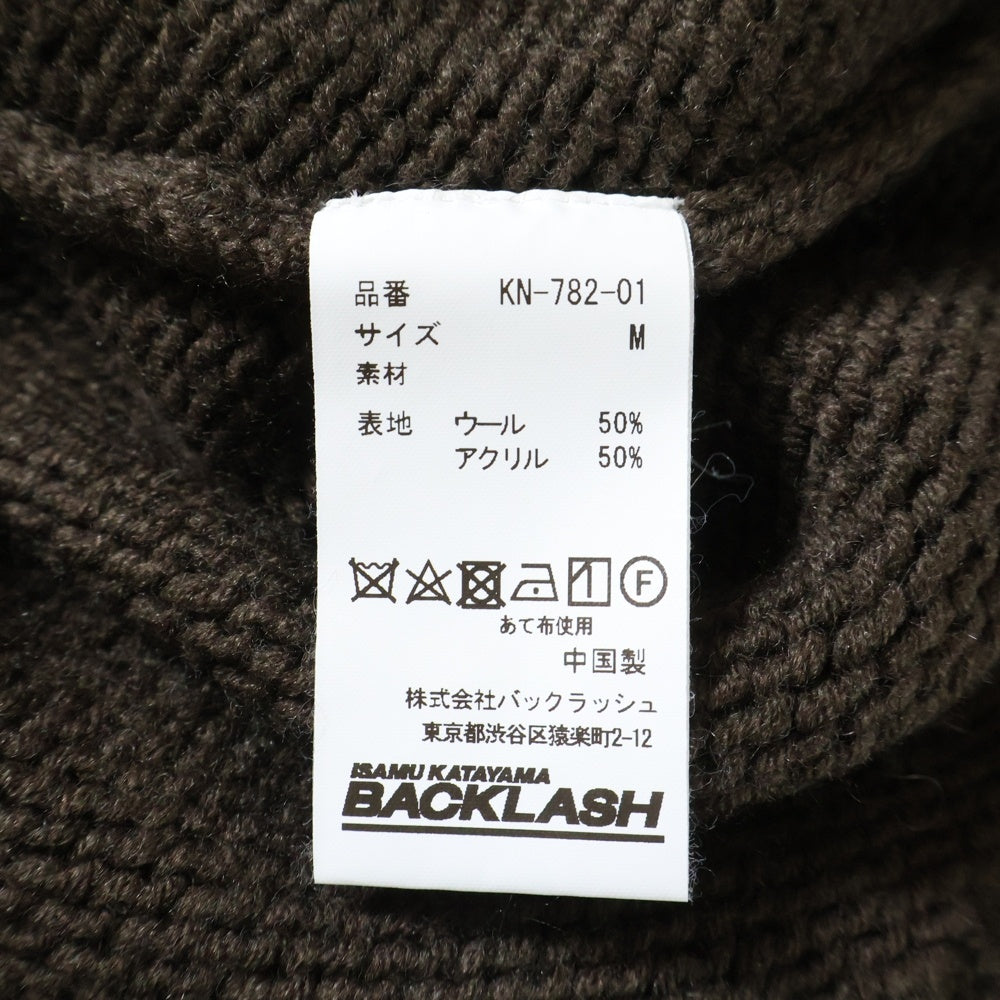 品番 KN-782-01
サイズ M
素材
表地 ウール 50%
アクリル 50%
F
あて布使用
中国製
株式会社バックラッシュ
東京都渋谷区猿楽町2-12
ISAMU KATAYAMA
BACKLASH